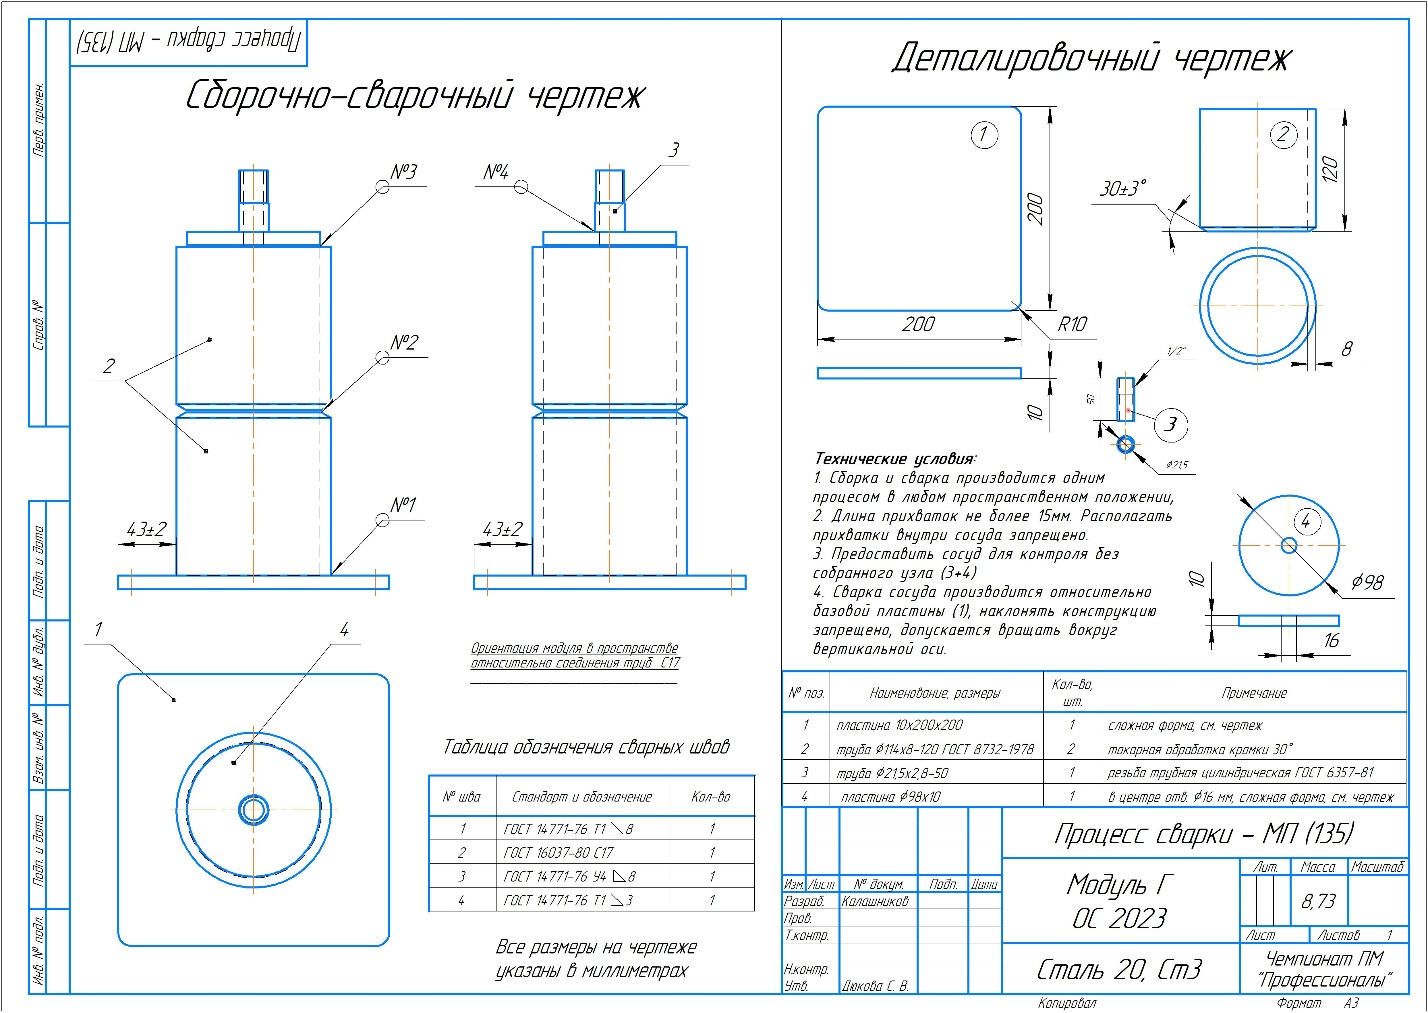 Процесс сварки - МП (135)
Сборочно-сварочный чертеж
Деталировочный чертеж
Перв. примен.
Справ. №
Подп. и дата
Инв. № дубл.
Взам. инв. №
Подп. и дата
Инв. № подл.
№3
№4
3
№2
2
№1
43±2
43±2
1
4
Ориентация модуля в пространстве
относительно соединения труб С17
Таблица обозначения сварных швов
№ шва Стандарт и обозначение Кол-во
1 ГОСТ 14771-76 Т1 8 1
2 ГОСТ 16037-80 С17 1
3 ГОСТ 14771-76 У4 8 1
4 ГОСТ 14771-76 Т1 3 1
Все размеры на чертеже
указаны в миллиметрах
1
200
200
R10
10
2
120
30±3°
8
1/2"
50
3
Ф21,5
4
Ф98
10
16
Технические условия:
1. Сборка и сварка производится одним
процесом в любом пространственном положении,
2. Длина прихваток не более 15мм. Располагать
прихватки внутри сосуда запрещено.
3. Предоставить сосуд для контроля без
собранного узла (3+4)
4. Сварка сосуда производится относительно
базовой пластины (1), наклонять конструкцию
запрещено, допускается вращать вокруг
вертикальной оси.
№ поз. Наименование, размеры Кол-во, шт. Примечание
1 пластина 10х200х200 1 сложная форма, см. чертеж
2 труба Ф114х8-120 ГОСТ 8732-1978 2 токарная обработка кромки 30°
3 труба Ф21,5х2,8-50 1 резьба трубная цилиндрическая ГОСТ 6357-81
4 пластина Ф98х10 1 в центре отв. Ф16 мм, сложная форма, см. чертеж
Процесс сварки - МП (135)
Изм. Лист № докум. Подп. Дата
Разраб. Калашников
Пров.
Т.контр.
Н.контр.
Утв. Дюкова С. В.
Модуль Г
ОС 2023
Лит. Масса Масштаб
8,73
Лист Листов 1
Сталь 20, Ст3
Чемпионат ПМ
"Профессионалы"
Копировал Формат А3